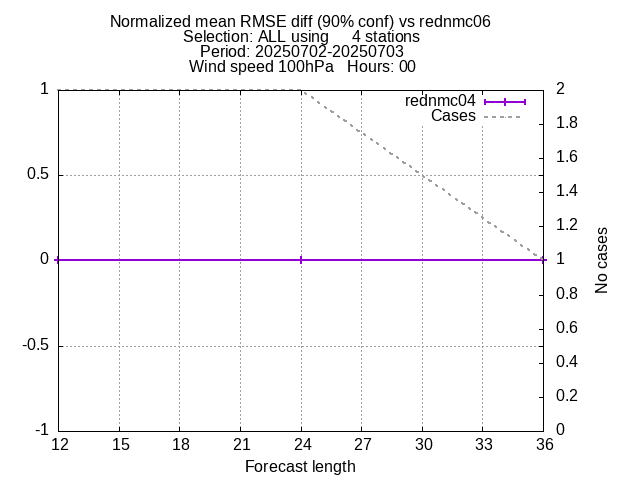 Normalized mean RMSE diff (90% conf) vs rednmc06
Selection: ALL using     4 stations
Period: 20250702-20250703
Wind speed 100hPa   Hours: 00
rednmc04
Cases
1
0.5
0
-0.5
-1
2
1.8
1.6
1.4
1.2
1
0.8
0.6
0.4
0.2
0
No cases
12 15 18 21 24 27 30 33 36
Forecast length